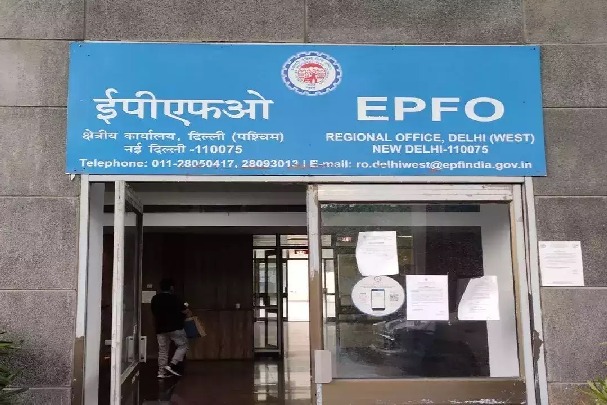 ईपीएफओ
क्षेत्रीय कार्यालय, दिल्ली (पश्चिम)
नई दिल्ली -110075
EPFO
REGIONAL OFFICE, DELHI (WEST)
NEW DELHI-110075
Telephone: 011-28050417, 28093013 | E-mail: ro.delhiwest@epfindia.gov.in